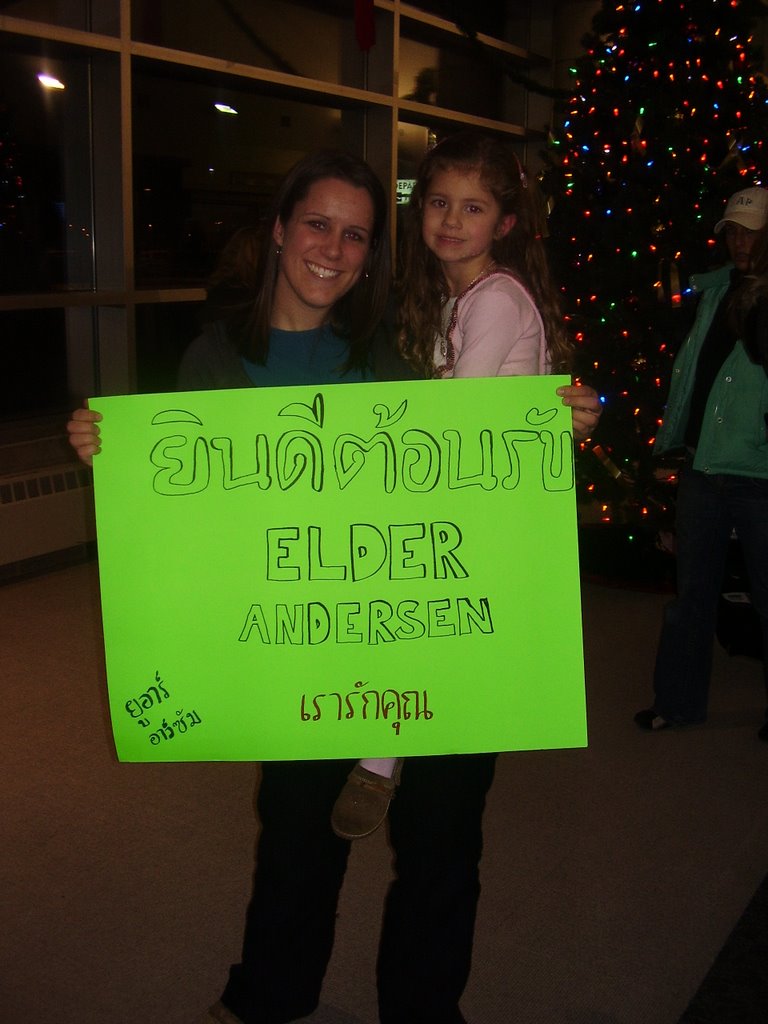 ยินดีต้อนรับ
ELDER
ANDERSEN
เรารักคุณ
ยูอาร์
อาร์ซัม